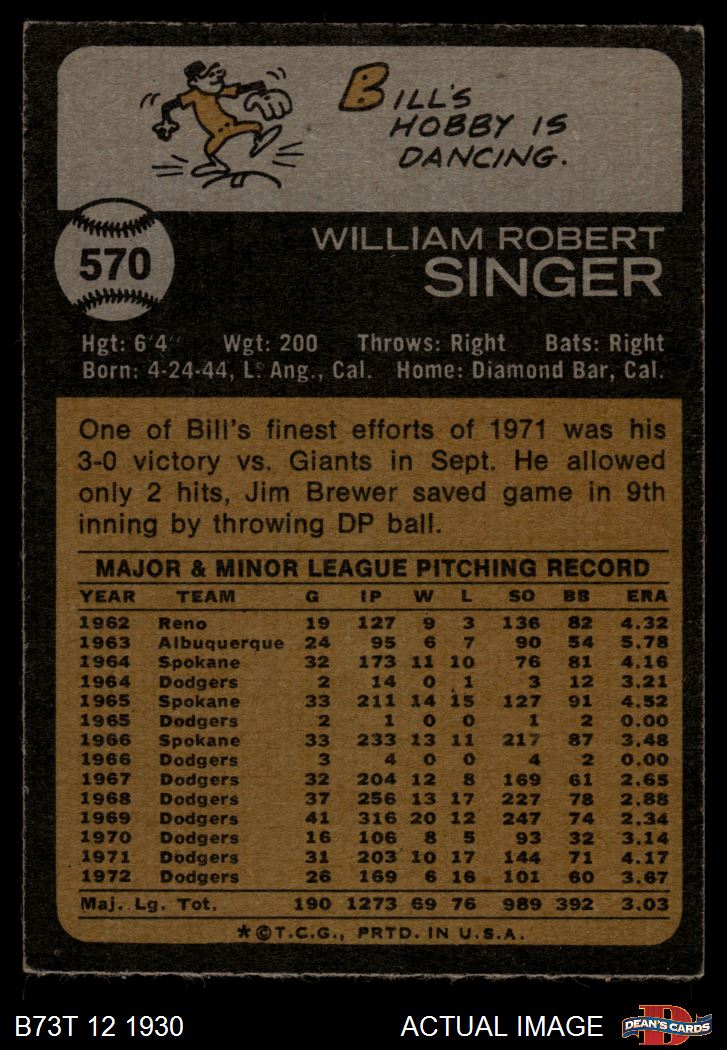 BILL'S
HOBBY IS
DANCING.
570
WILLIAM ROBERT
SINGER
Hgt: 6'4" Wgt: 200 Throws: Right Bats: Right
Born: 4-24-44, L. Ang., Cal. Home: Diamond Bar, Cal.
One of Bill's finest efforts of 1971 was his
3-0 victory vs. Giants in Sept. He allowed
only 2 hits, Jim Brewer saved game in 9th
inning by throwing DP ball.
MAJOR & MINOR LEAGUE PITCHING RECORD
YEAR TEAM G IP W L SO BB ERA
1962 Reno 19 127 9 3 136 82 4.32
1963 Albuquerque 24 95 6 7 90 54 5.78
1964 Spokane 32 173 11 10 76 81 4.16
1964 Dodgers 2 14 0 1 3 12 3.21
1965 Spokane 33 211 14 15 127 91 4.52
1965 Dodgers 2 1 0 0 1 2 0.00
1966 Spokane 33 233 13 11 217 87 3.48
1966 Dodgers 3 4 0 0 4 2 0.00
1967 Dodgers 32 204 12 8 169 61 2.65
1968 Dodgers 37 256 13 17 227 78 2.88
1969 Dodgers 41 316 20 12 247 74 2.34
1970 Dodgers 16 106 8 5 93 32 3.14
1971 Dodgers 31 203 10 17 144 71 4.17
1972 Dodgers 26 169 6 16 101 60 3.67
Maj. Lg. Tot. 190 1273 69 76 989 392 3.03
*©T.C.G., PRTD. IN U.S.A.
B73T 12 1930 ACTUAL IMAGE
D
DEAN'S CARDS